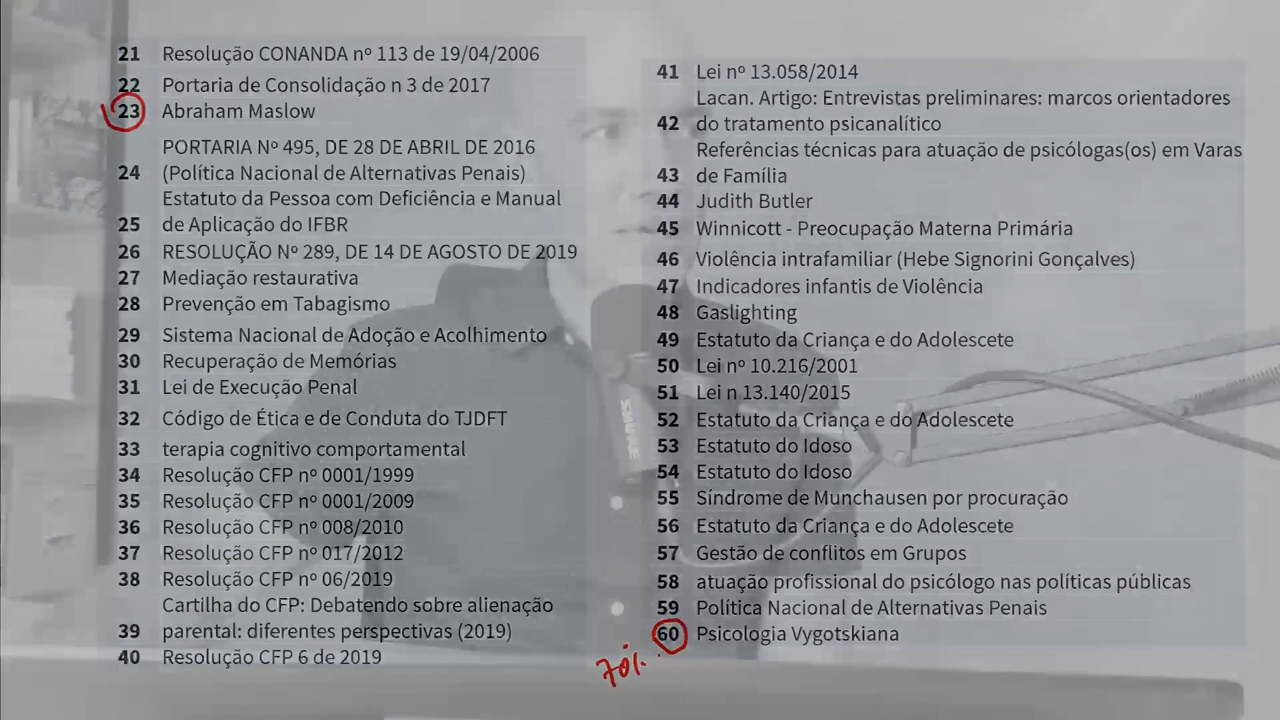 21 Resolução CONANDA nº 113 de 19/04/2006
22 Portaria de Consolidação n 3 de 2017
23 Abraham Maslow
PORTARIA Nº 495, DE 28 DE ABRIL DE 2016
24 (Política Nacional de Alternativas Penais)
Estatuto da Pessoa com Deficiência e Manual
25 de Aplicação do IFBR
26 RESOLUÇÃO Nº 289, DE 14 DE AGOSTO DE 2019
27 Mediação restaurativa
28 Prevenção em Tabagismo
29 Sistema Nacional de Adoção e Acolhimento
30 Recuperação de Memórias
31 Lei de Execução Penal
32 Código de Ética e de Conduta do TJDFT
33 terapia cognitivo comportamental
34 Resolução CFP nº 0001/1999
35 Resolução CFP nº 0001/2009
36 Resolução CFP nº 008/2010
37 Resolução CFP nº 017/2012
38 Resolução CFP nº 06/2019
Cartilha do CFP: Debatendo sobre alienação
39 parental: diferentes perspectivas (2019)
40 Resolução CFP 6 de 2019
41 Lei nº 13.058/2014
Lacan. Artigo: Entrevistas preliminares: marcos orientadores
42 do tratamento psicanalítico
Referências técnicas para atuação de psicólogas(os) em Varas
43 de Família
44 Judith Butler
45 Winnicott - Preocupação Materna Primária
46 Violência intrafamiliar (Hebe Signorini Gonçalves)
47 Indicadores infantis de Violência
48 Gaslighting
49 Estatuto da Criança e do Adolescete
50 Lei nº 10.216/2001
51 Lei n 13.140/2015
52 Estatuto da Criança e do Adolescete
53 Estatuto do Idoso
54 Estatuto do Idoso
55 Síndrome de Munchausen por procuração
56 Estatuto da Criança e do Adolescete
57 Gestão de conflitos em Grupos
58 atuação profissional do psicólogo nas políticas públicas
59 Política Nacional de Alternativas Penais
60 Psicologia Vygotskiana
70%.
SHURE